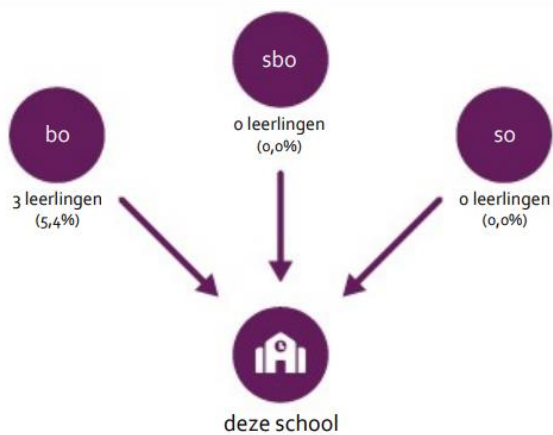 sbo
0 leerlingen
(0,0%)
bo
3 leerlingen
(5,4%)
so
0 leerlingen
(0,0%)
deze school